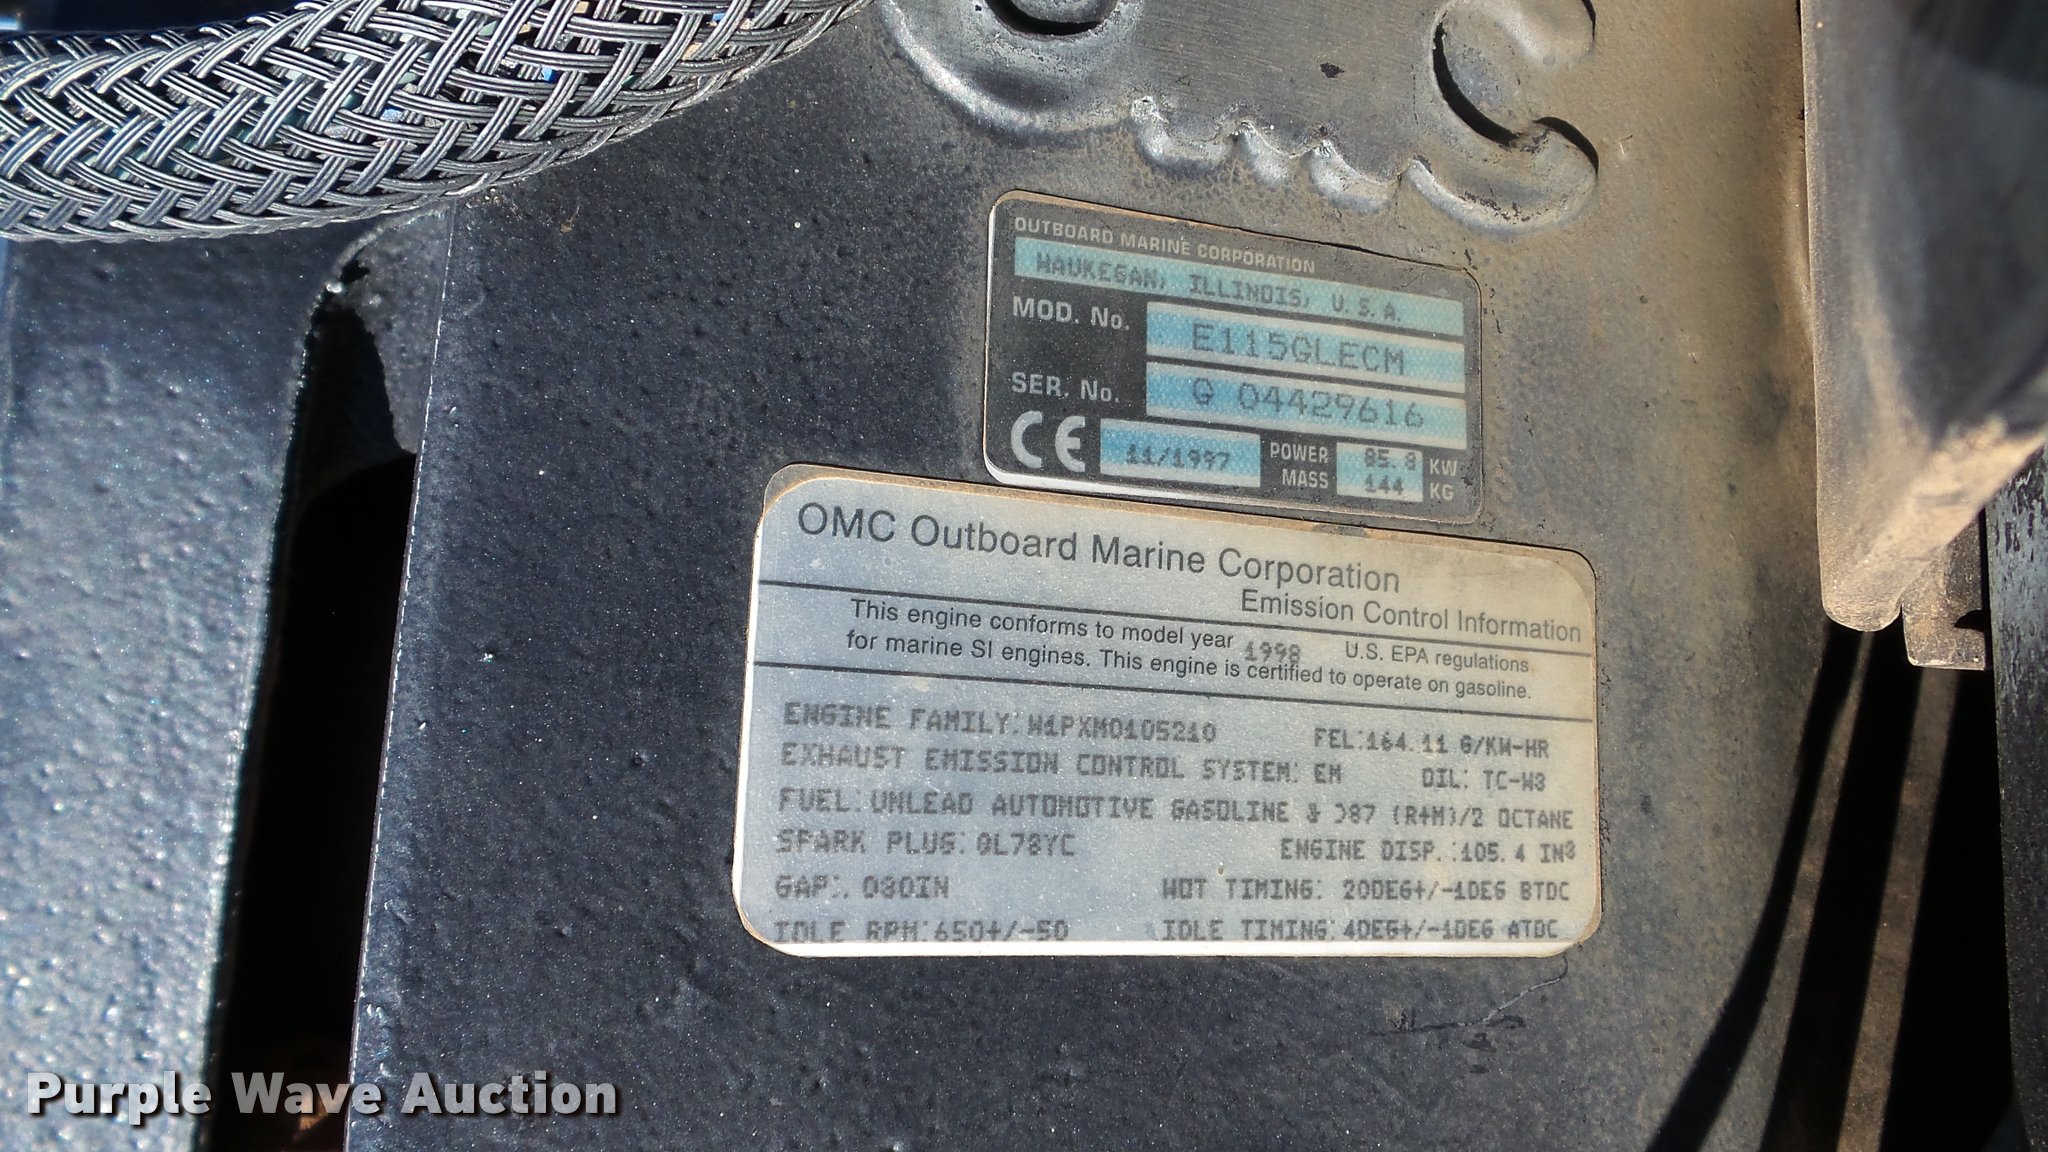 OUTBOARD MARINE CORPORATION
WAUKEGAN, ILLINOIS, U.S.A.
MOD. No. E115GLECM
SER. No. G 04429616
CE 11/1997 POWER 85.8 KW
MASS 144 KG
OMC Outboard Marine Corporation
Emission Control Information
This engine conforms to model year 1998 U.S. EPA regulations
for marine SI engines. This engine is certified to operate on gasoline.
ENGINE FAMILY: W1PXM0105210 FEL:164.11 G/KW-HR
EXHAUST EMISSION CONTROL SYSTEM: EM OIL: TC-W3
FUEL: UNLEAD AUTOMOTIVE GASOLINE & >87 (R+M)/2 OCTANE
SPARK PLUG: QL78YC ENGINE DISP.:105.4 IN3
GAP: .030IN WOT TIMING: 20DEG+/-1DEG BTDC
IDLE RPM:650+/-50 IDLE TIMING: 4DEG+/-1DEG ATDC
Purple Wave Auction